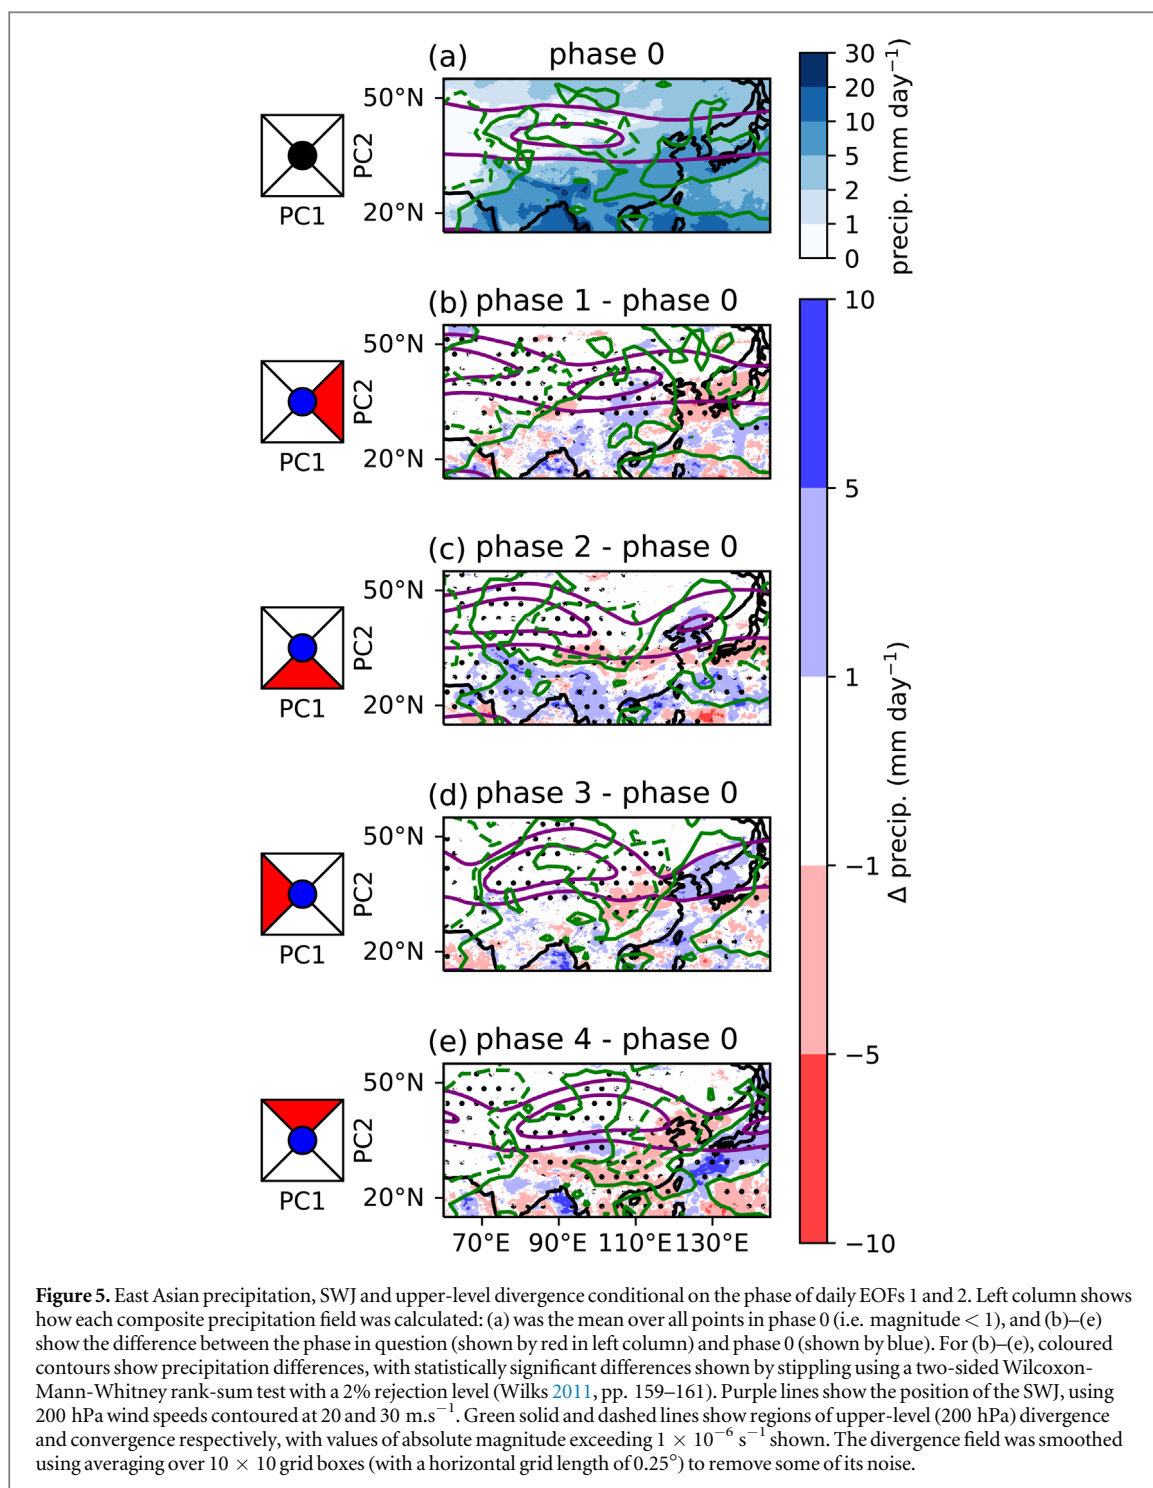 (a) phase 0
50°N
20°N
PC2
PC1
30
20
10
5
2
1
0
precip. (mm day⁻¹)
(b) phase 1 - phase 0
50°N
20°N
PC2
PC1
(c) phase 2 - phase 0
50°N
20°N
PC2
PC1
(d) phase 3 - phase 0
50°N
20°N
PC2
PC1
(e) phase 4 - phase 0
50°N
20°N
PC2
PC1
70°E 90°E 110°E 130°E
10
5
1
−1
−5
−10
Δ precip. (mm day⁻¹)
Figure 5. East Asian precipitation, SWJ and upper-level divergence conditional on the phase of daily EOFs 1 and 2. Left column shows
how each composite precipitation field was calculated: (a) was the mean over all points in phase 0 (i.e. magnitude < 1), and (b)–(e)
show the difference between the phase in question (shown by red in left column) and phase 0 (shown by blue). For (b)–(e), coloured
contours show precipitation differences, with statistically significant differences shown by stippling using a two-sided Wilcoxon-
Mann-Whitney rank-sum test with a 2% rejection level (Wilks 2011, pp. 159–161). Purple lines show the position of the SWJ, using
200 hPa wind speeds contoured at 20 and 30 m.s⁻¹. Green solid and dashed lines show regions of upper-level (200 hPa) divergence
and convergence respectively, with values of absolute magnitude exceeding 1 × 10⁻⁶ s⁻¹ shown. The divergence field was smoothed
using averaging over 10 × 10 grid boxes (with a horizontal grid length of 0.25°) to remove some of its noise.